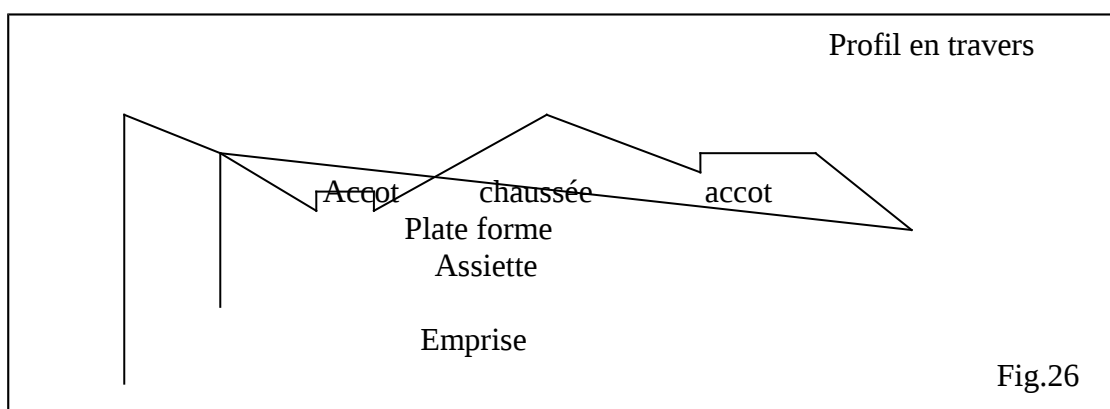 Profil en travers
Accot chaussée accot
Plate forme
Assiette
Emprise
Fig.26